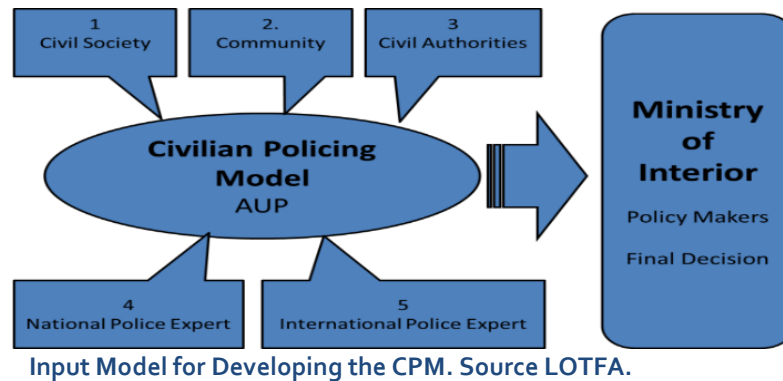 1
Civil Society
2.
Community
3
Civil Authorities
Civilian Policing
Model
AUP
4
National Police Expert
5
International Police Expert
Ministry
of
Interior
Policy Makers
Final Decision
Input Model for Developing the CPM. Source LOTFA.